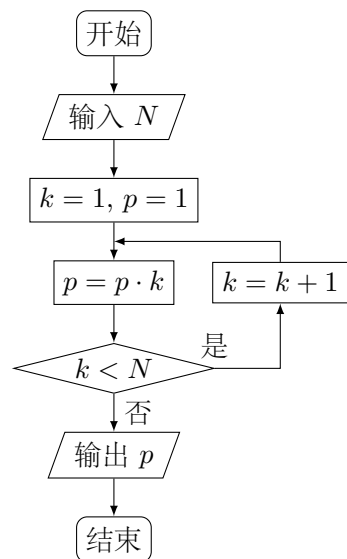 开始
输入 N
k = 1, p = 1
p = p · k
k = k + 1
k < N
是
否
输出 p
结束